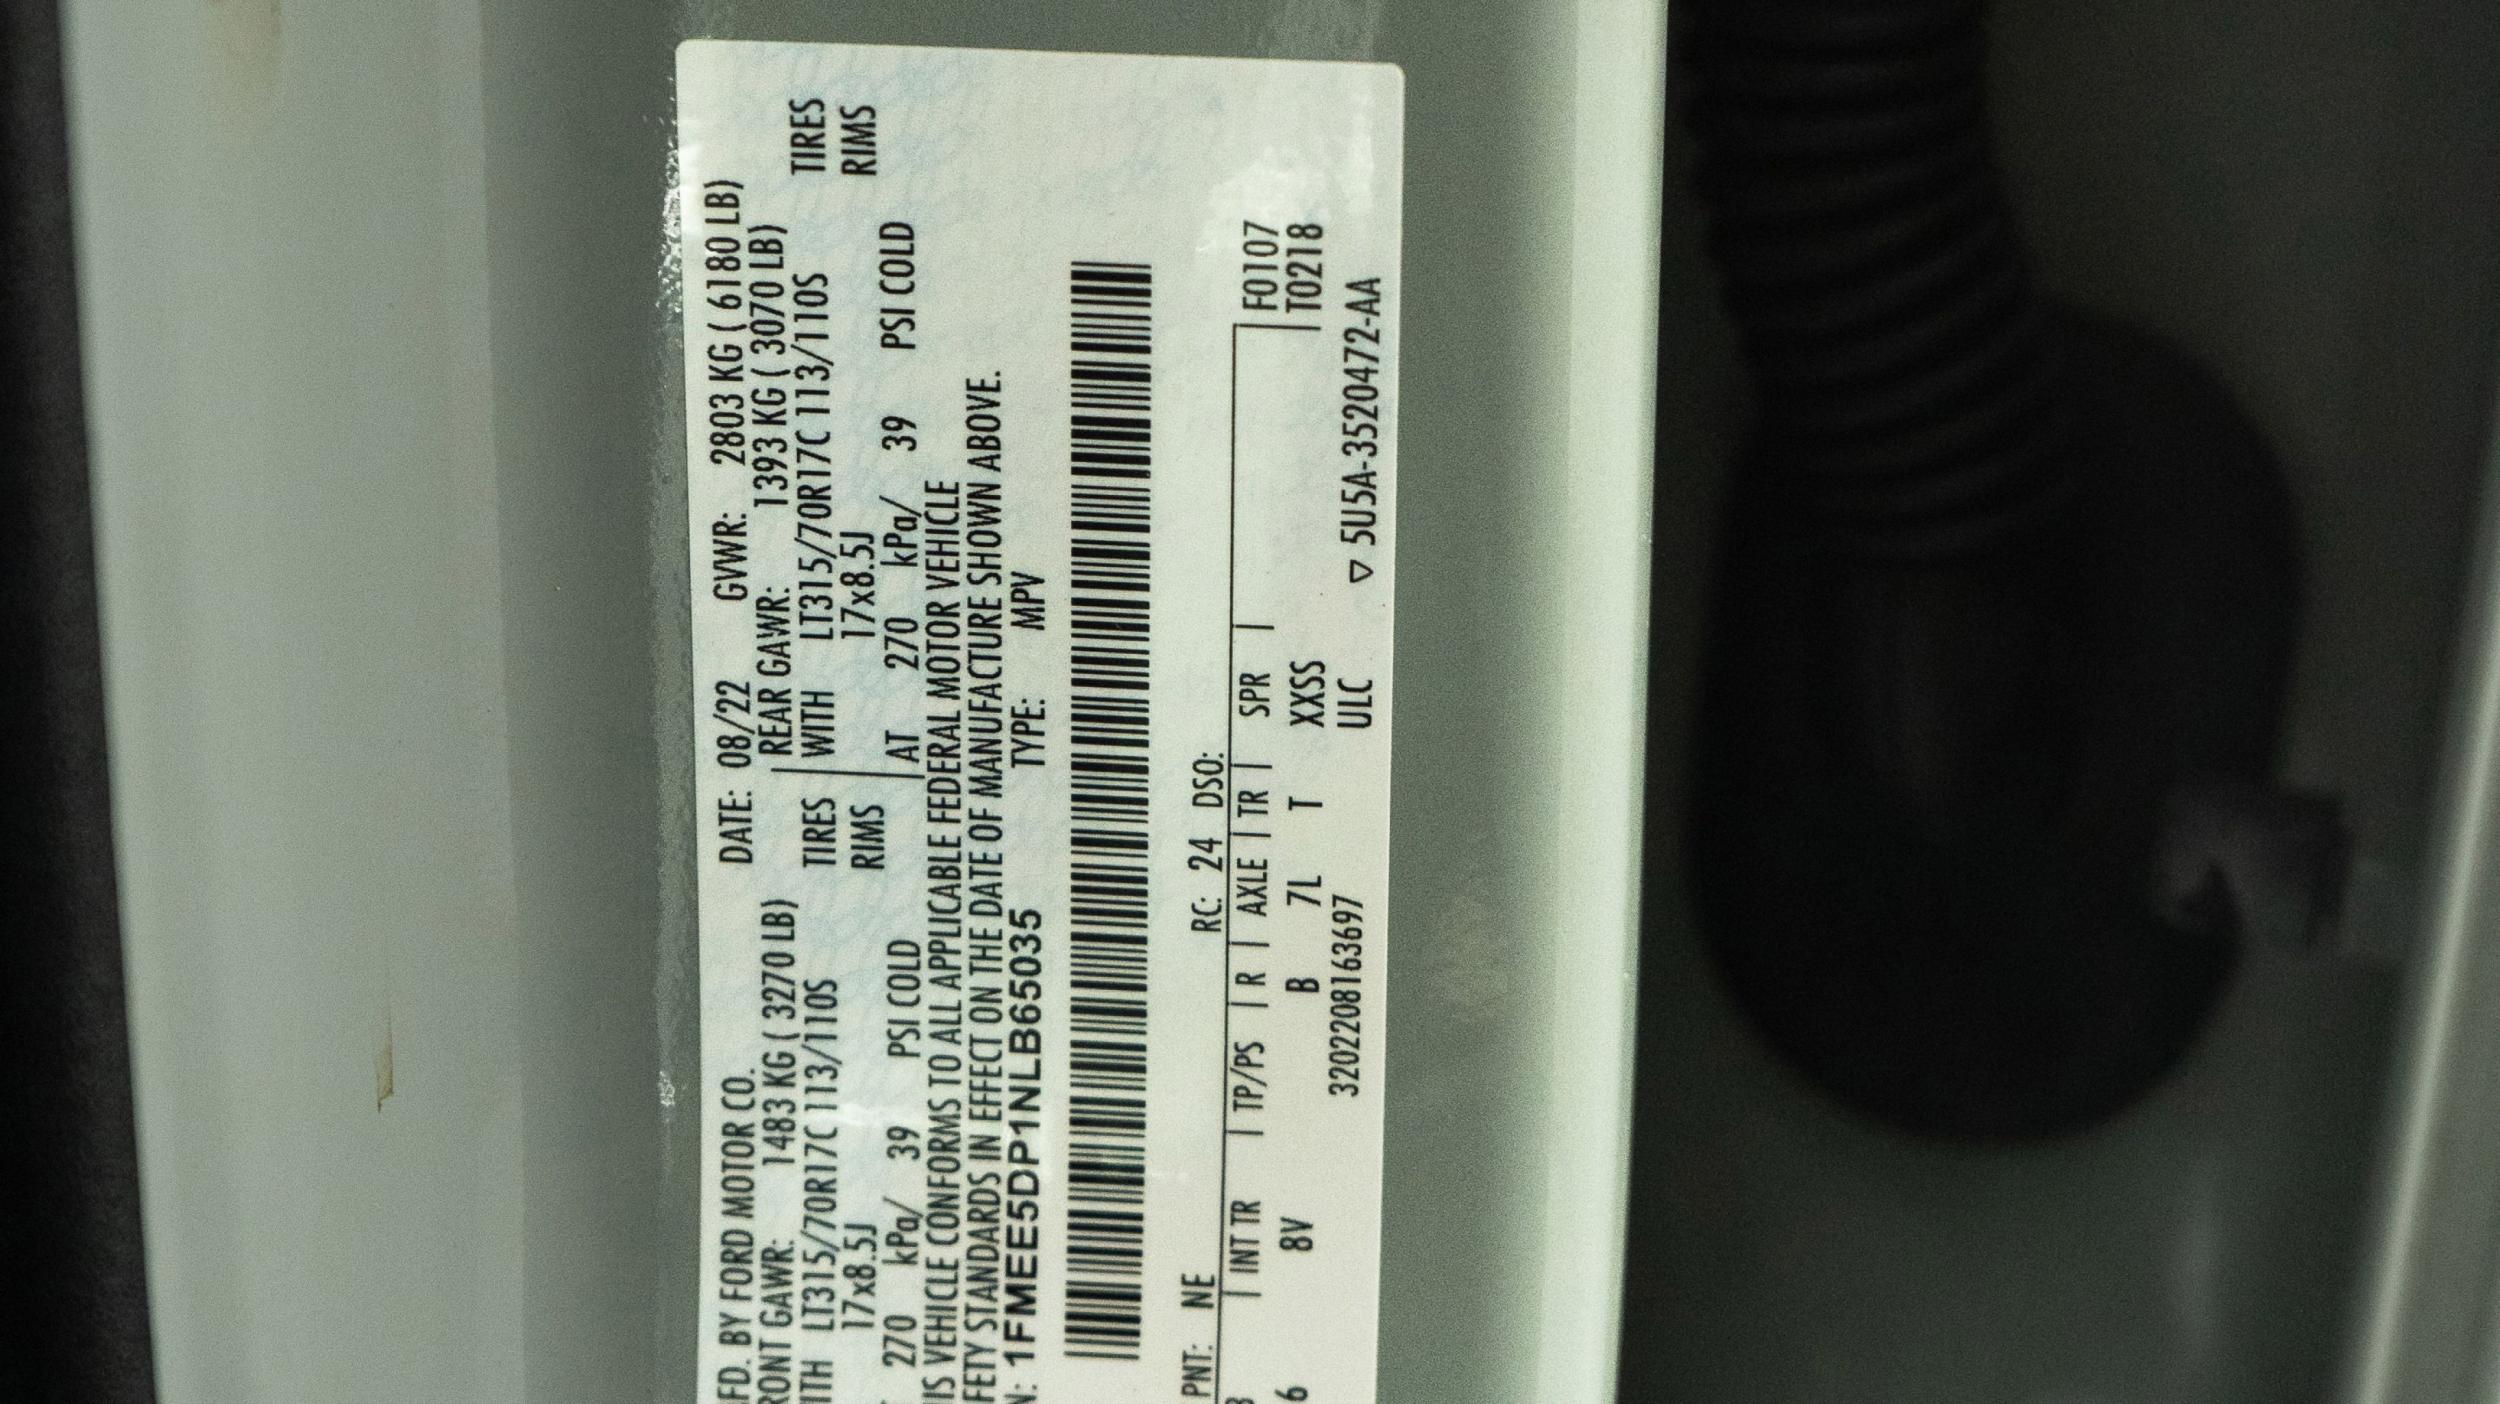 FD. BY FORD MOTOR CO. DATE: 08/22 GVWR: 2803 KG ( 6180 LB)
RONT GAWR: 1483 KG ( 3270 LB) REAR GAWR: 1393 KG ( 3070 LB)
ITH LT315/70R17C 113/110S TIRES WITH LT315/70R17C 113/110S TIRES
17x8.5J RIMS 17x8.5J RIMS
270 kPa/ 39 PSI COLD AT 270 kPa/ 39 PSI COLD
IS VEHICLE CONFORMS TO ALL APPLICABLE FEDERAL MOTOR VEHICLE
FETY STANDARDS IN EFFECT ON THE DATE OF MANUFACTURE SHOWN ABOVE.
N: 1FMEE5DP1NLB65035 TYPE: MPV
PNT: NE RC: 24 DSO:
| INT TR | TP/PS | R | AXLE | TR | SPR | F0107
6 8V B 7L T XXSS T0218
3202208163697 ULC ▽ 5U5A-3520472-AA